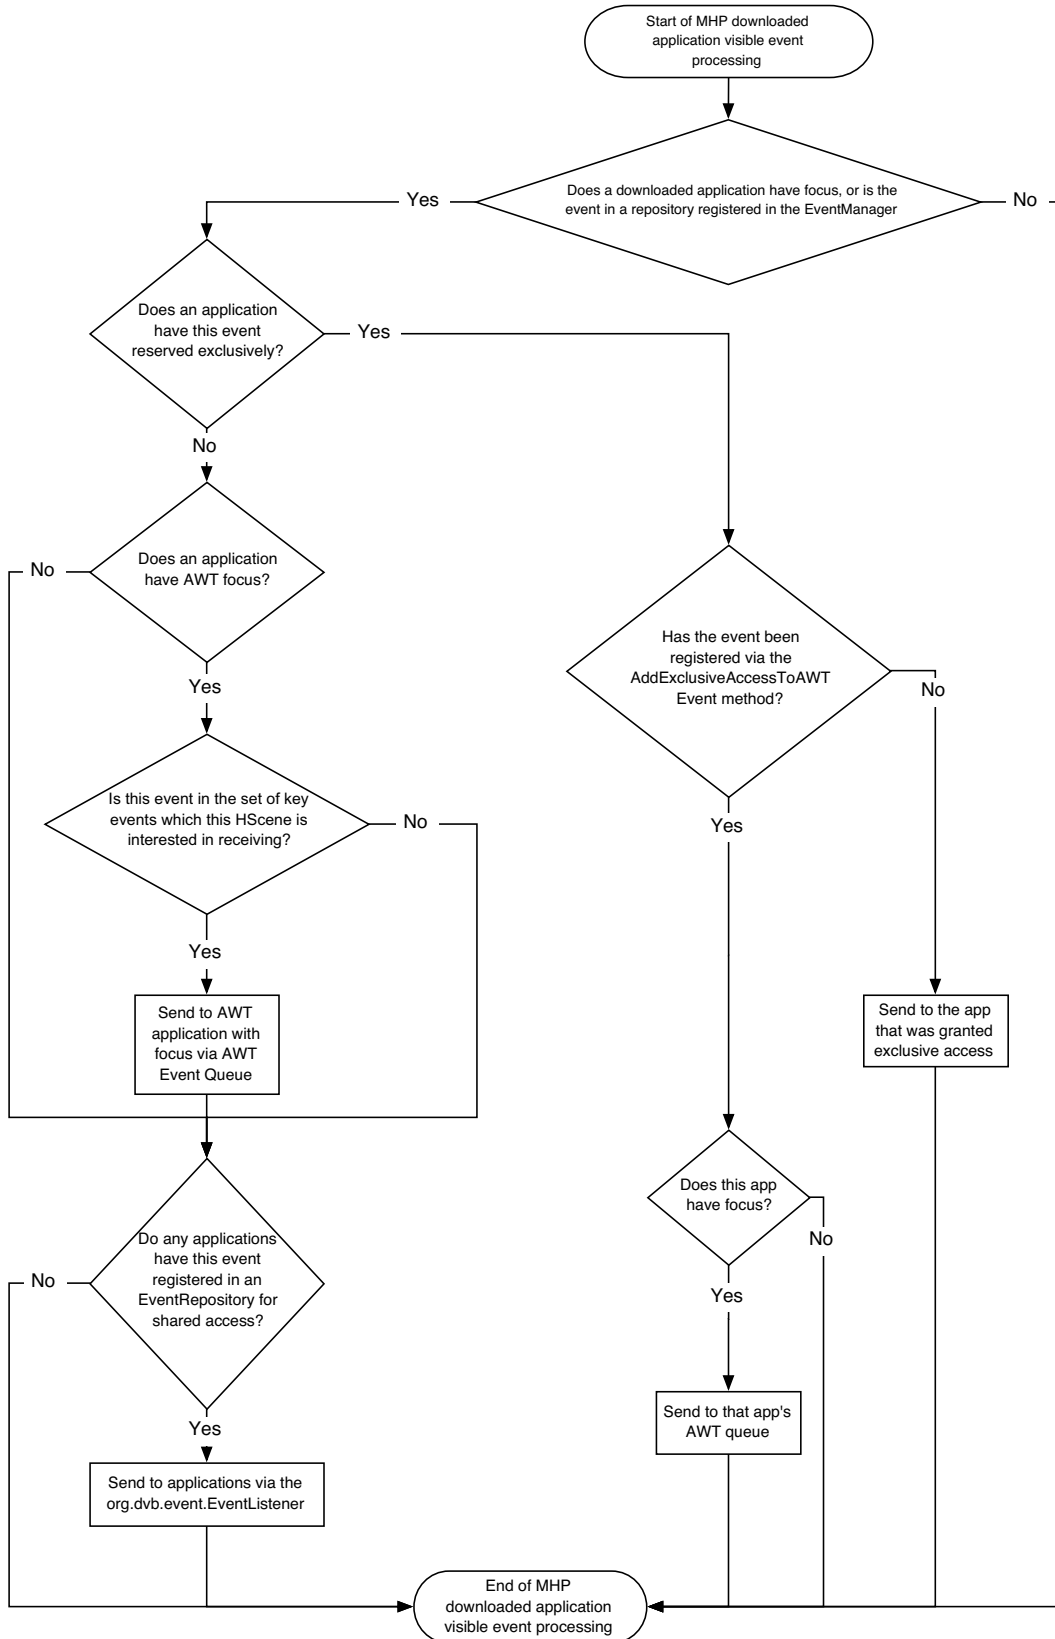 Start of MHP downloaded
application visible event
processing
Does a downloaded application have focus, or is the
event in a repository registered in the EventManager
Yes
No
Does an application
have this event
reserved exclusively?
Yes
No
Does an application
have AWT focus?
No
Yes
Has the event been
registered via the
AddExclusiveAccessToAWT
Event method?
No
Yes
Is this event in the set of key
events which this HScene is
interested in receiving?
No
Yes
Send to AWT
application with
focus via AWT
Event Queue
Send to the app
that was granted
exclusive access
Does this app
have focus?
No
Yes
Do any applications
have this event
registered in an
EventRepository for
shared access?
No
Yes
Send to that app's
AWT queue
Send to applications via the
org.dvb.event.EventListener
End of MHP
downloaded application
visible event processing